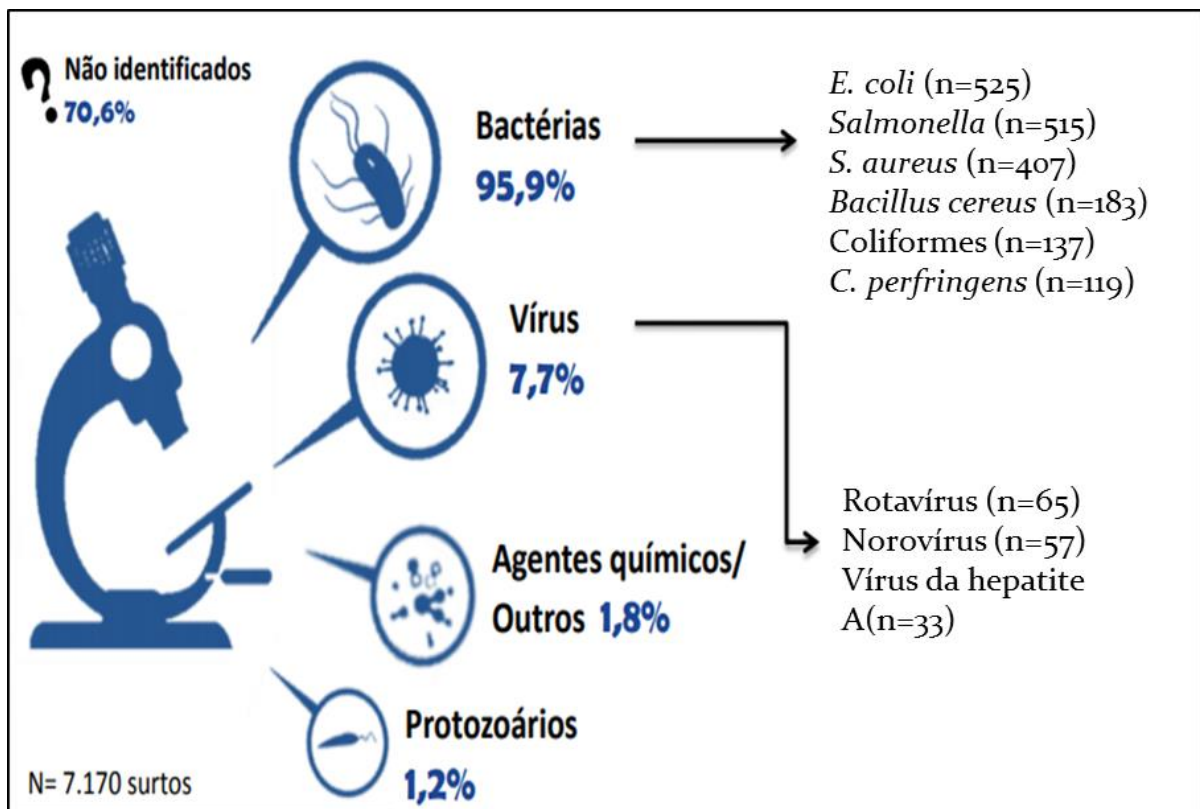 Não identificados
70,6%
Bactérias
95,9%
E. coli (n=525)
Salmonella (n=515)
S. aureus (n=407)
Bacillus cereus (n=183)
Coliformes (n=137)
C. perfringens (n=119)
Vírus
7,7%
Rotavírus (n=65)
Norovírus (n=57)
Vírus da hepatite
A(n=33)
Agentes químicos/
Outros 1,8%
Protozoários
1,2%
N= 7.170 surtos